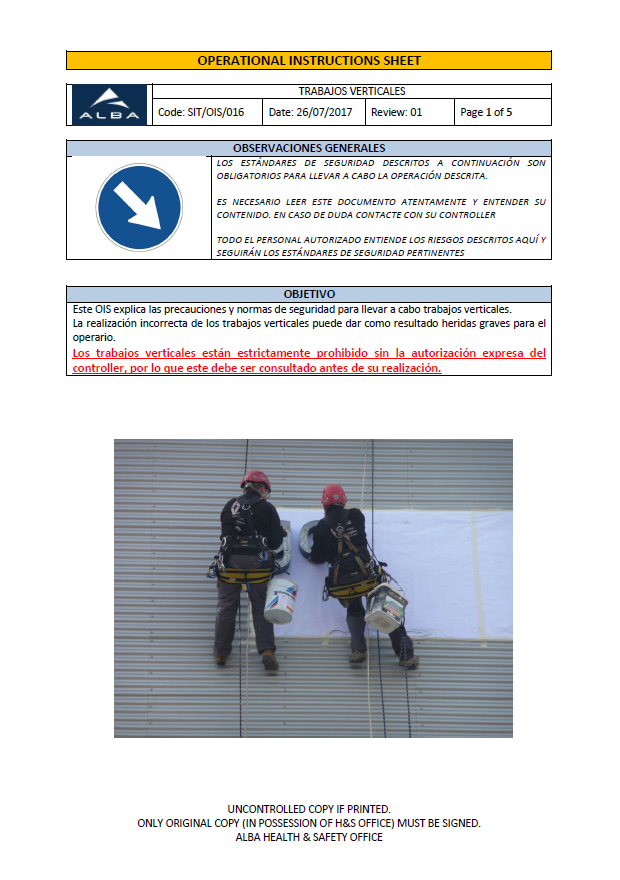 OPERATIONAL INSTRUCTIONS SHEET
ALBA
TRABAJOS VERTICALES
Code: SIT/OIS/016
Date: 26/07/2017
Review: 01
Page 1 of 5
OBSERVACIONES GENERALES
LOS ESTÁNDARES DE SEGURIDAD DESCRITOS A CONTINUACIÓN SON
OBLIGATORIOS PARA LLEVAR A CABO LA OPERACIÓN DESCRITA.
ES NECESARIO LEER ESTE DOCUMENTO ATENTAMENTE Y ENTENDER SU
CONTENIDO. EN CASO DE DUDA CONTACTE CON SU CONTROLLER
TODO EL PERSONAL AUTORIZADO ENTIENDE LOS RIESGOS DESCRITOS AQUÍ Y
SEGUIRÁN LOS ESTÁNDARES DE SEGURIDAD PERTINENTES
OBJETIVO
Este OIS explica las precauciones y normas de seguridad para llevar a cabo trabajos verticales.
La realización incorrecta de los trabajos verticales puede dar como resultado heridas graves para el
operario.
Los trabajos verticales están estrictamente prohibido sin la autorización expresa del
controller, por lo que este debe ser consultado antes de su realización.
UNCONTROLLED COPY IF PRINTED.
ONLY ORIGINAL COPY (IN POSSESSION OF H&S OFFICE) MUST BE SIGNED.
ALBA HEALTH & SAFETY OFFICE